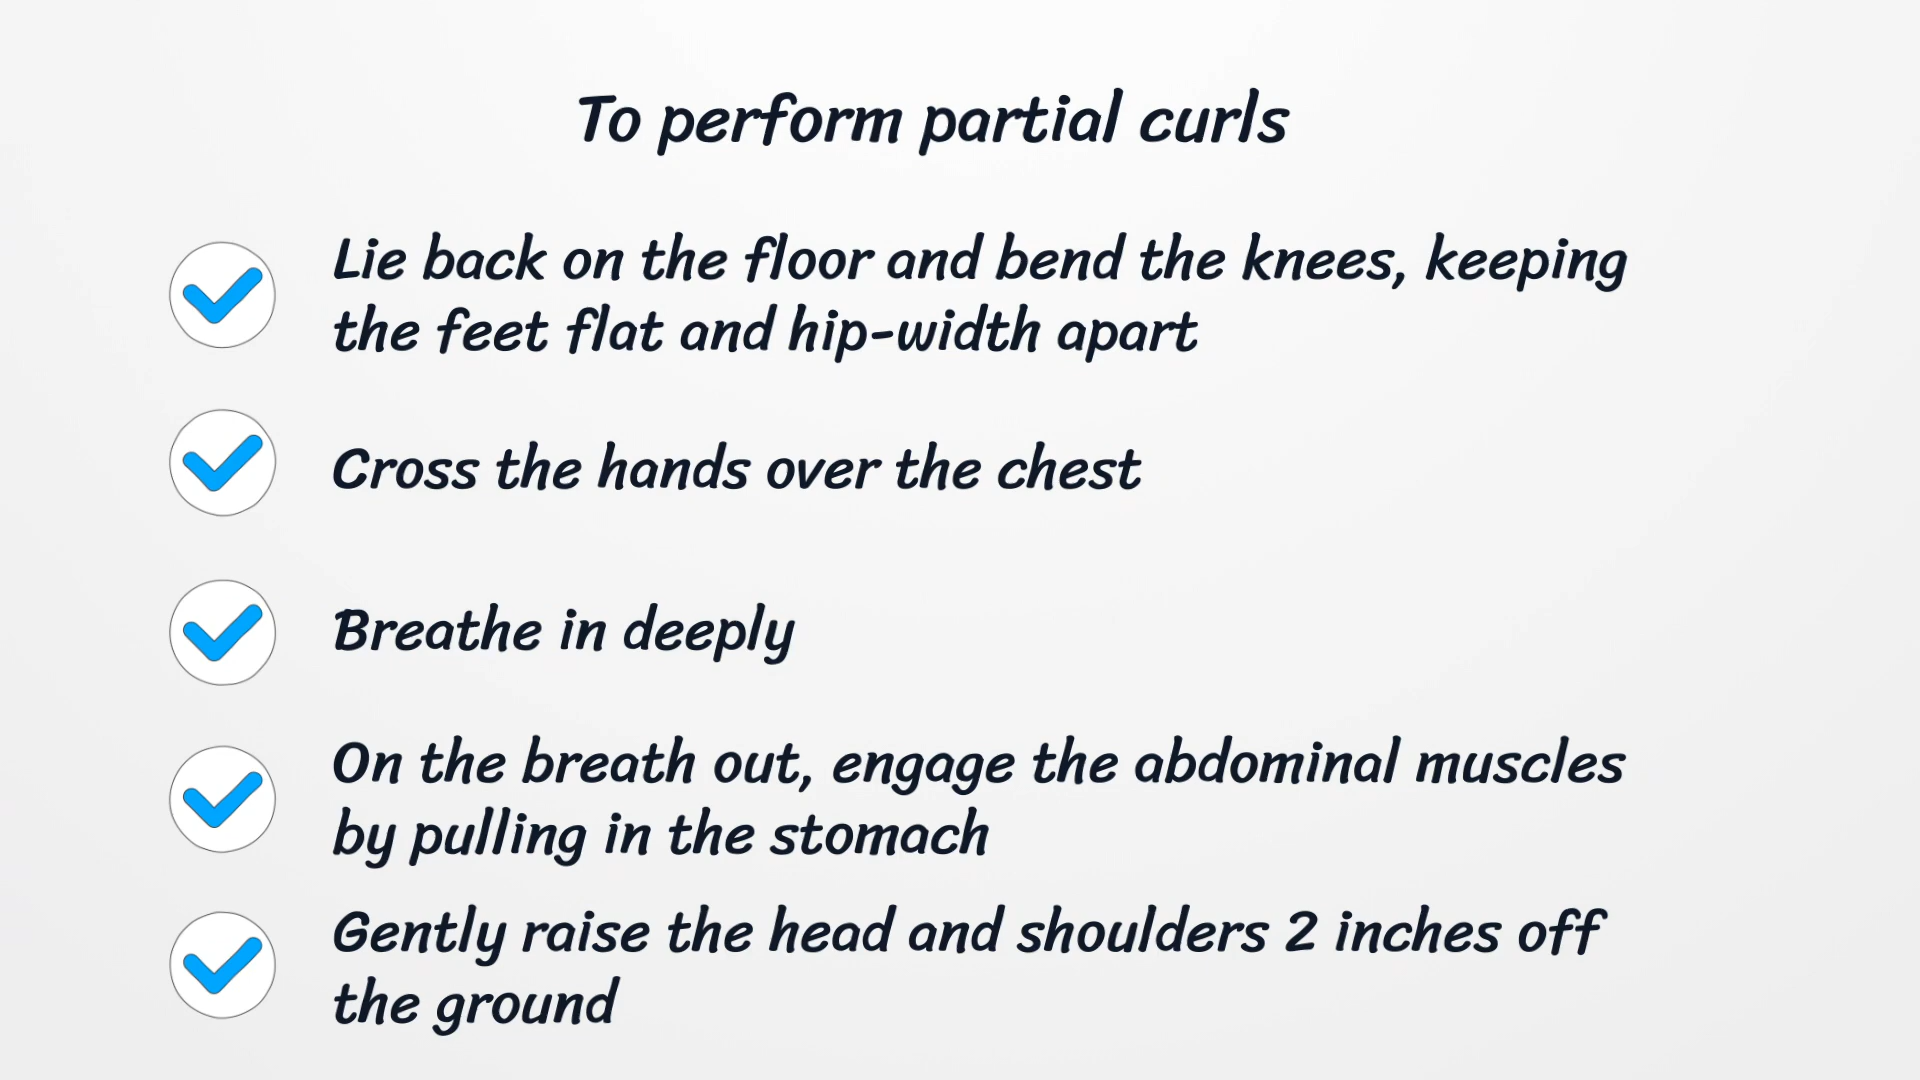 To perform partial curls
Lie back on the floor and bend the knees, keeping
the feet flat and hip-width apart
Cross the hands over the chest
Breathe in deeply
On the breath out, engage the abdominal muscles
by pulling in the stomach
Gently raise the head and shoulders 2 inches off
the ground